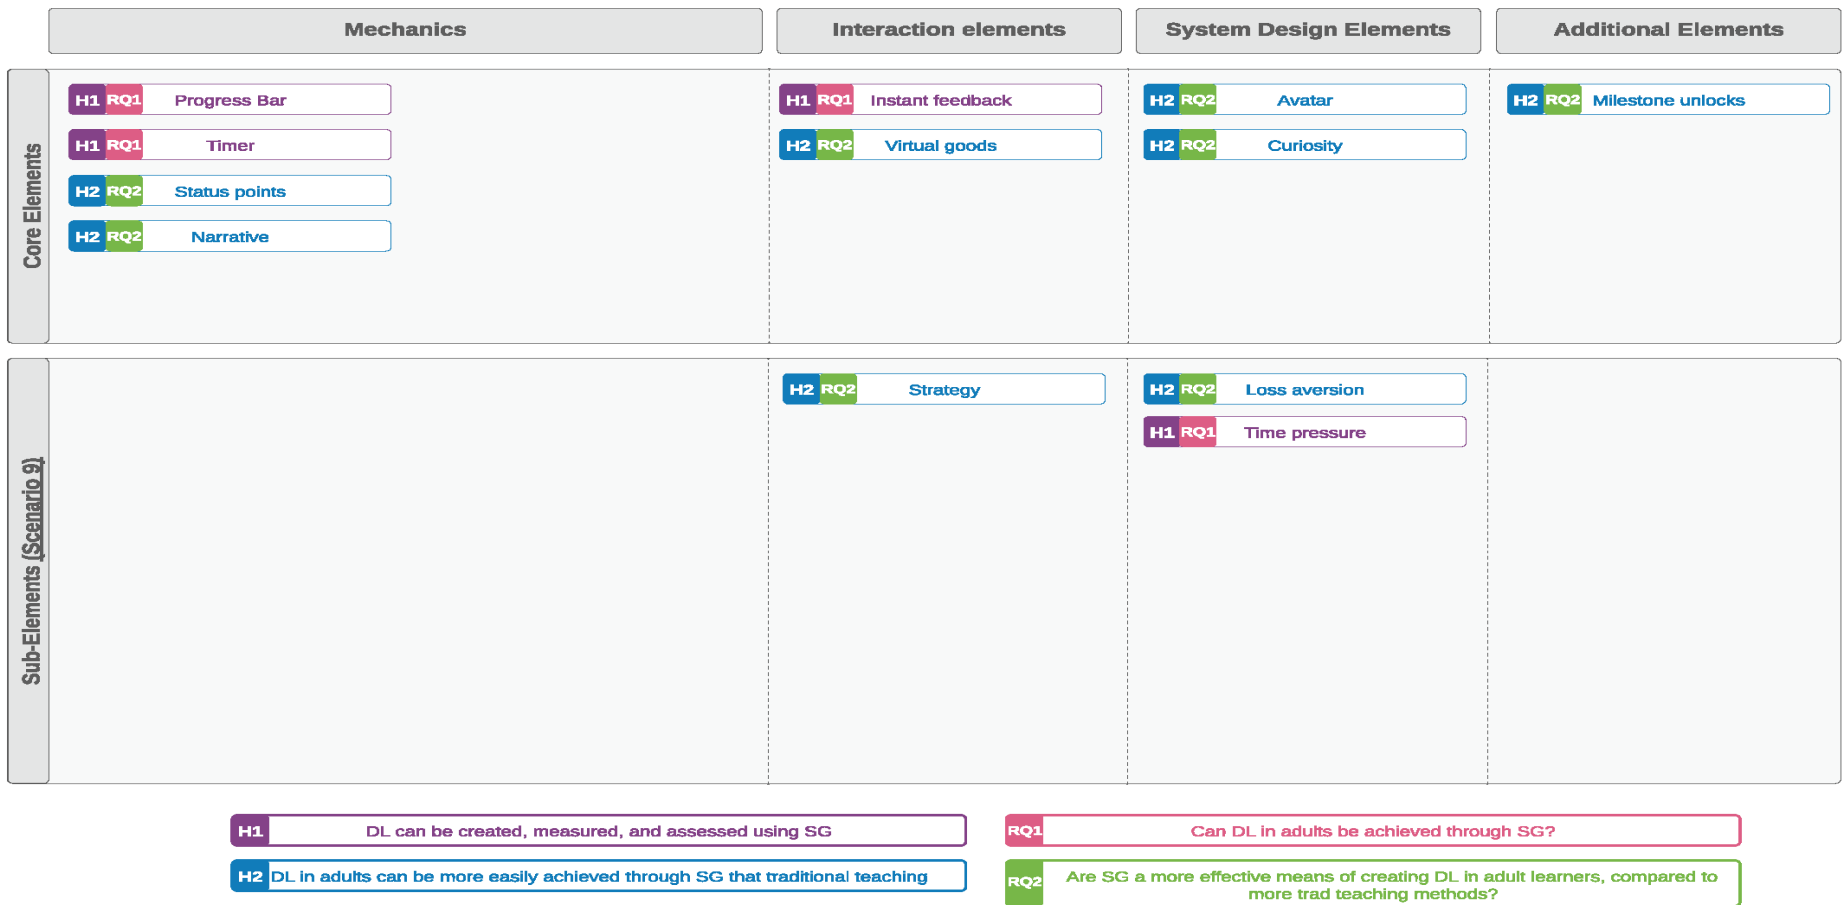 Mechanics
Interaction elements
System Design Elements
Additional Elements
Core Elements
H1 RQ1 Progress Bar
H1 RQ1 Timer
H2 RQ2 Status points
H2 RQ2 Narrative
H1 RQ1 Instant feedback
H2 RQ2 Virtual goods
H2 RQ2 Avatar
H2 RQ2 Curiosity
H2 RQ2 Milestone unlocks
Sub-Elements (Scenario 9)
H2 RQ2 Strategy
H2 RQ2 Loss aversion
H1 RQ1 Time pressure
H1 DL can be created, measured, and assessed using SG
H2 DL in adults can be more easily achieved through SG that traditional teaching
RQ1 Can DL in adults be achieved through SG?
RQ2 Are SG a more effective means of creating DL in adult learners, compared to
more trad teaching methods?